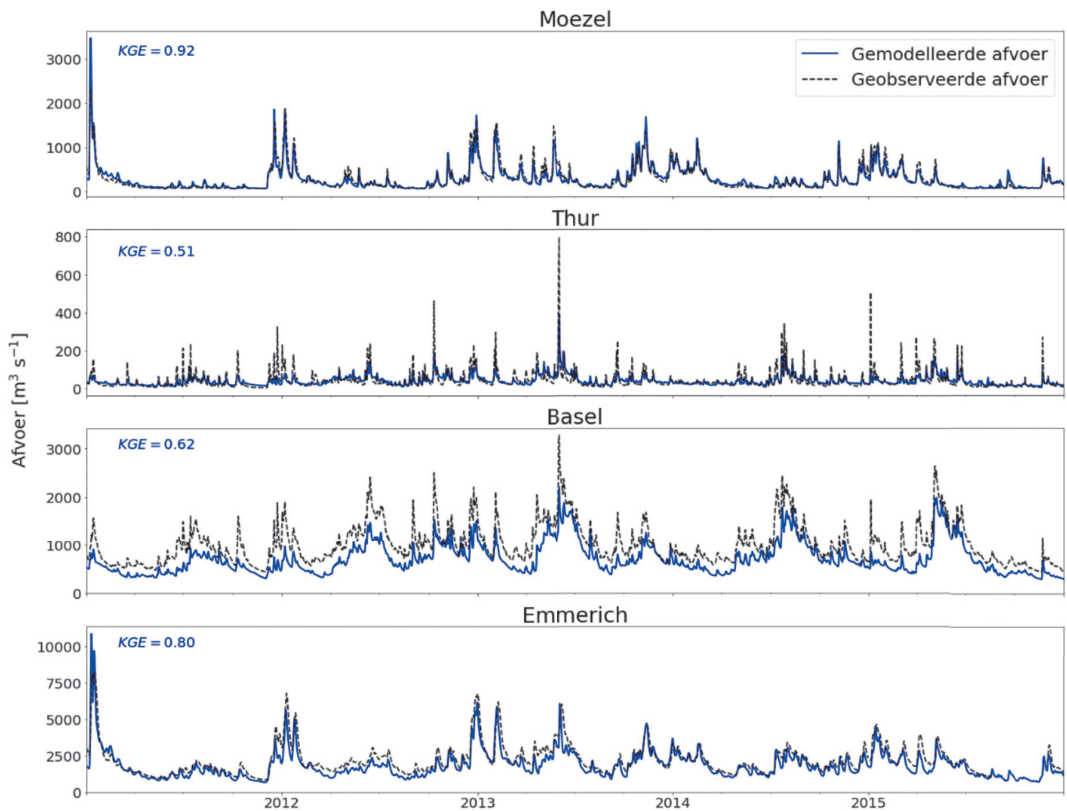 Moezel
KGE = 0.92
Gemodelleerde afvoer
Geobserveerde afvoer
3000
2000
1000
0
Thur
KGE = 0.51
800
600
400
200
0
Afvoer [m³ s⁻¹]
Basel
KGE = 0.62
3000
2000
1000
0
Emmerich
KGE = 0.80
10000
7500
5000
2500
0
2012 2013 2014 2015